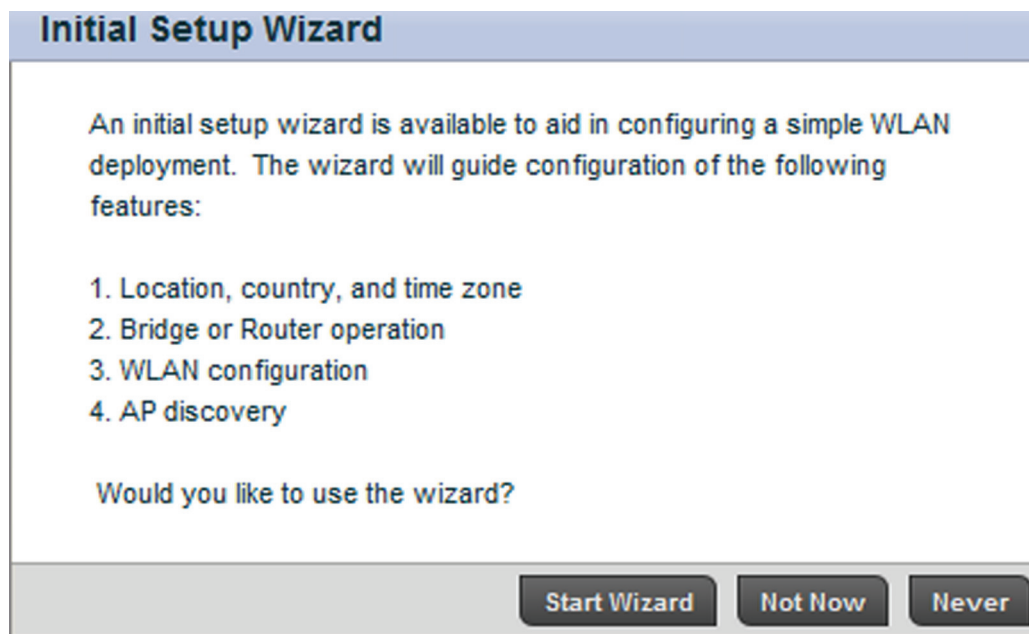 Initial Setup Wizard
An initial setup wizard is available to aid in configuring a simple WLAN
deployment.  The wizard will guide configuration of the following
features:
1. Location, country, and time zone
2. Bridge or Router operation
3. WLAN configuration
4. AP discovery
Would you like to use the wizard?
Start Wizard
Not Now
Never